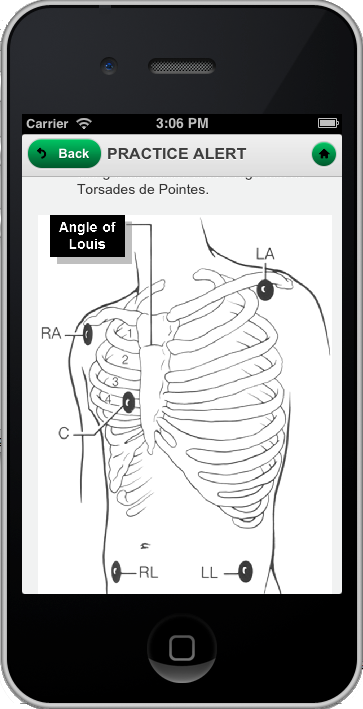 Carrier 3:06 PM
Back PRACTICE ALERT
Torsades de Pointes.
Angle of
Louis
LA
RA
1
2
3
4
C
RL LL